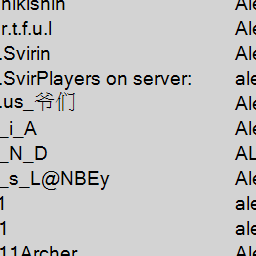 hikishin Ale
r.t.f.u.l Ale
.Svirin Ale
.SvirPlayers on server: ale
.us_爷们 Ale
_i_A Ale
_N_D AL
_s_L@NBEy Ale
1 ale
1 ale
11Archer Ale